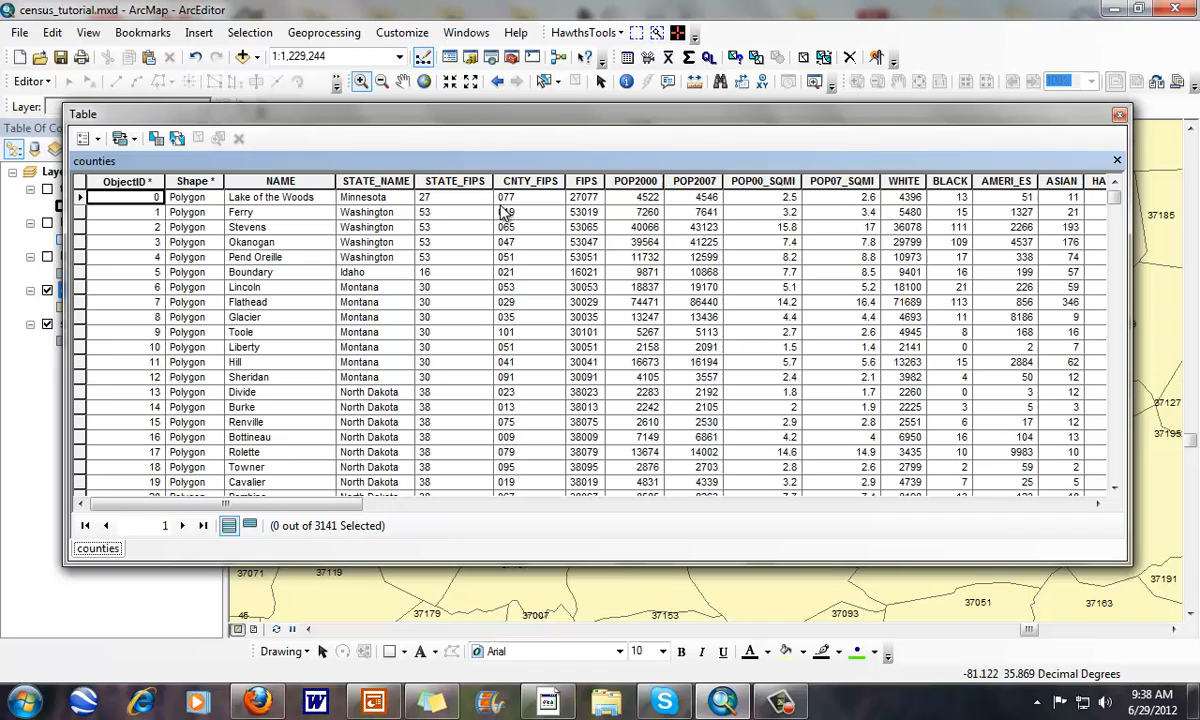 census_tutorial.mxd - ArcMap - ArcEditor
File Edit View Bookmarks Insert Selection Geoprocessing Customize Windows Help HawthsTools
1:1,229,244
Editor
Layer:
Table Of Co
Table
counties
Laye
ObjectID * Shape * NAME STATE_NAME STATE_FIPS CNTY_FIPS FIPS POP2000 POP2007 POP00_SQMI POP07_SQMI WHITE BLACK AMERI_ES ASIAN HA
0 Polygon Lake of the Woods Minnesota 27 077 27077 4522 4546 2.5 2.6 4396 13 51 11
1 Polygon Ferry Washington 53 53019 7260 7641 3.2 3.4 5480 15 1327 21
2 Polygon Stevens Washington 53 065 53065 40066 43123 15.8 17 36078 111 2266 193
3 Polygon Okanogan Washington 53 047 53047 39564 41225 7.4 7.8 29799 109 4537 176
4 Polygon Pend Oreille Washington 53 051 53051 11732 12599 8.2 8.8 10973 17 338 74
5 Polygon Boundary Idaho 16 021 16021 9871 10868 7.7 8.5 9401 16 199 57
6 Polygon Lincoln Montana 30 053 30053 18837 19170 5.1 5.2 18100 21 226 59
7 Polygon Flathead Montana 30 029 30029 74471 86440 14.2 16.4 71689 113 856 346
8 Polygon Glacier Montana 30 035 30035 13247 13436 4.4 4.4 4693 11 8186 9
9 Polygon Toole Montana 30 101 30101 5267 5113 2.7 2.6 4945 8 168 16
10 Polygon Liberty Montana 30 051 30051 2158 2091 1.5 1.4 2141 0 2 7
11 Polygon Hill Montana 30 041 30041 16673 16194 5.7 5.6 13263 15 2884 62
12 Polygon Sheridan Montana 30 091 30091 4105 3557 2.4 2.1 3982 4 50 12
13 Polygon Divide North Dakota 38 023 38023 2283 2192 1.8 1.7 2260 0 3 12
14 Polygon Burke North Dakota 38 013 38013 2242 2105 2 1.9 2225 3 5 3
15 Polygon Renville North Dakota 38 075 38075 2610 2530 2.9 2.8 2551 6 17 12
16 Polygon Bottineau North Dakota 38 009 38009 7149 6861 4.2 4 6950 16 104 13
17 Polygon Rolette North Dakota 38 079 38079 13674 14002 14.6 14.9 3632 10 9983 10
18 Polygon Towner North Dakota 38 095 38095 2876 2703 2.8 2.6 2799 2 59 2
19 Polygon Cavalier North Dakota 38 019 38019 4831 4339 3.2 2.9 4739 7 25 5
1 (0 out of 3141 Selected)
counties
37185
37127
37195
37071 37119 37191
37051 37163
37179 37007 37153 37093
45
Drawing A Arial 10 B I U A
-81.122 35.869 Decimal Degrees
9:38 AM
6/29/2012